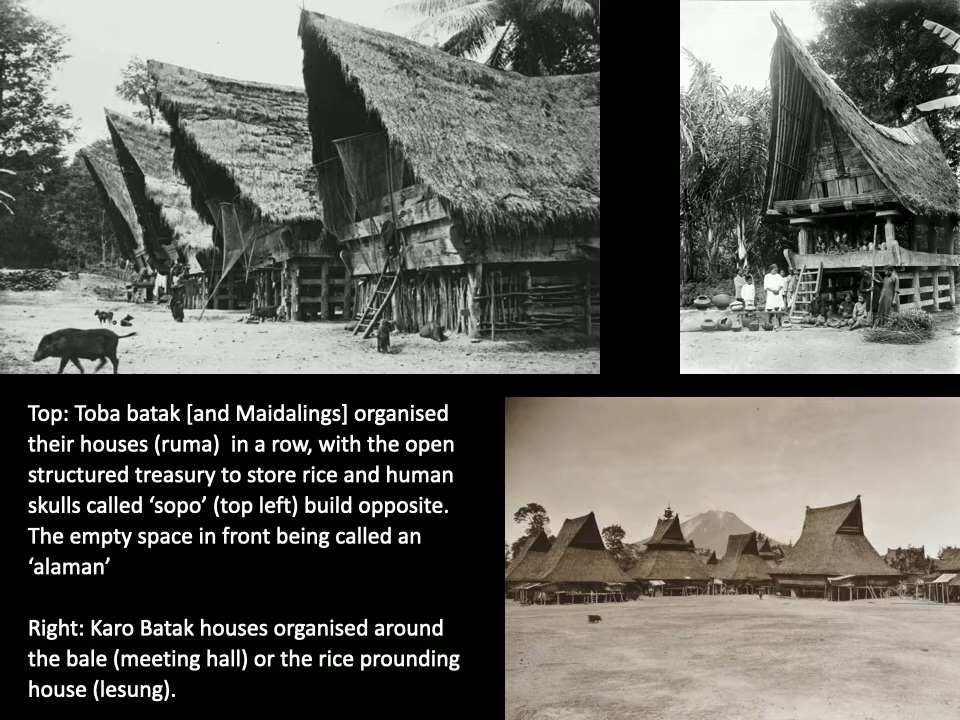 Top: Toba batak [and Maidalings] organised
their houses (ruma)  in a row, with the open
structured treasury to store rice and human
skulls called ‘sopo’ (top left) build opposite.
The empty space in front being called an
‘alaman’
Right: Karo Batak houses organised around
the bale (meeting hall) or the rice prounding
house (lesung).